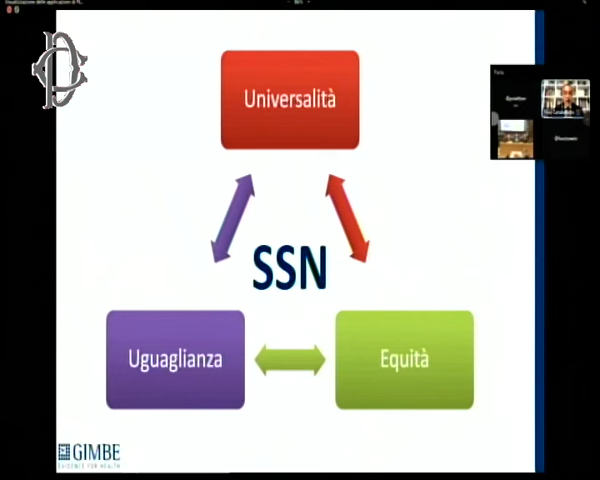 Universalità
SSN
Uguaglianza
Equità
GIMBE
EVIDENCE FOR HEALTH